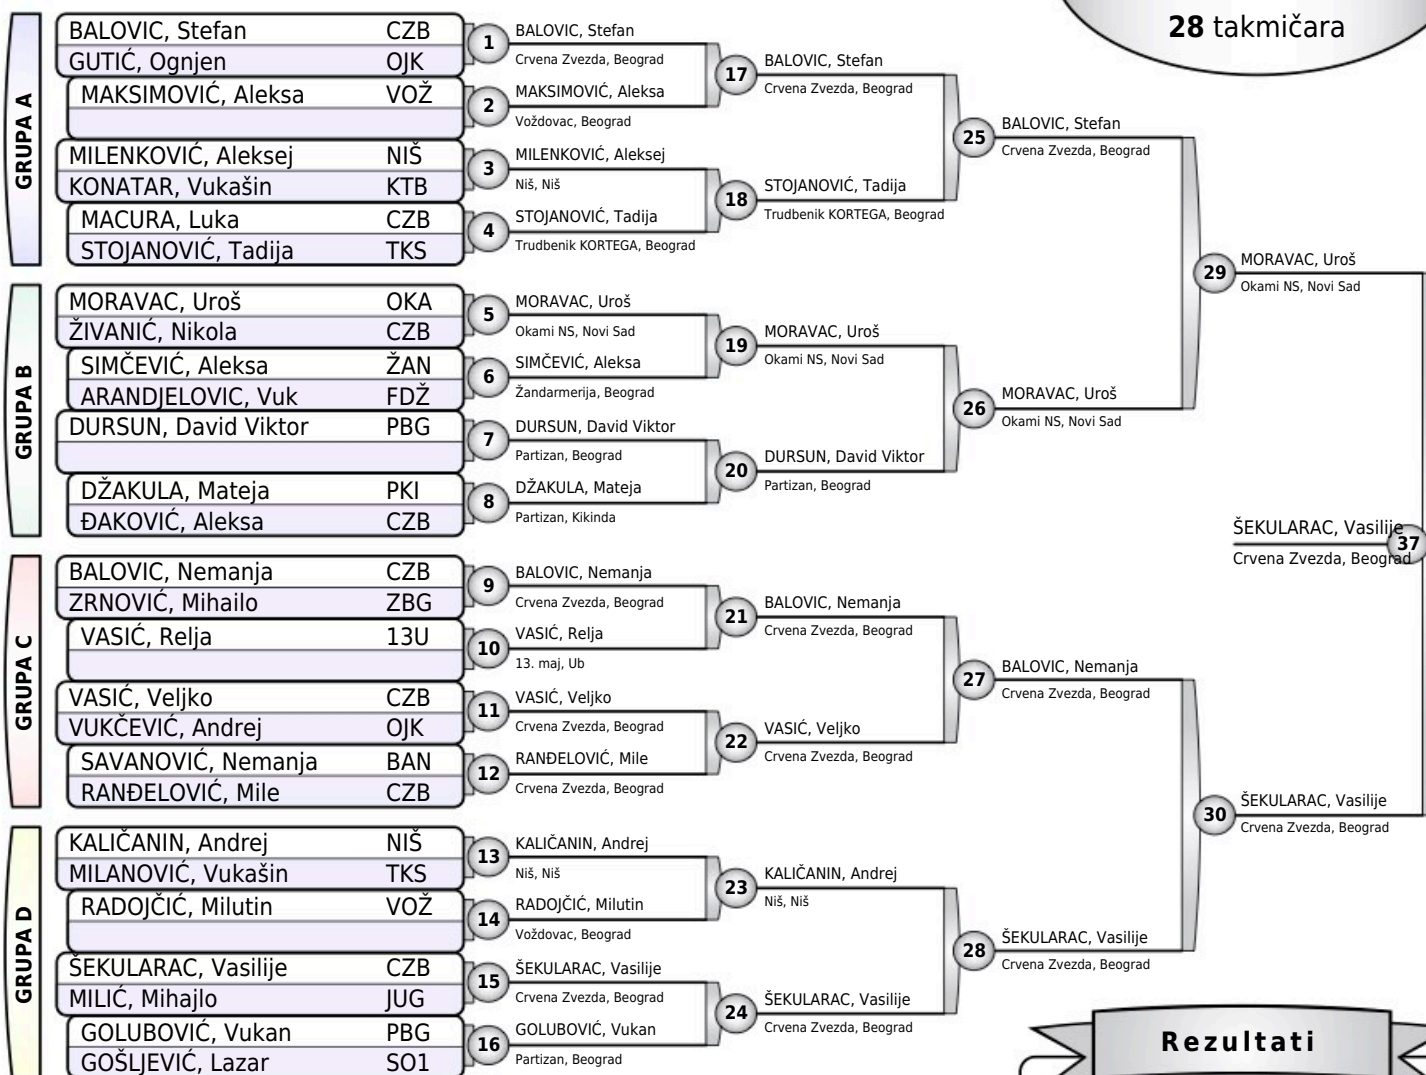 28 takmičara
GRUPA A
BALOVIC, Stefan CZB
GUTIĆ, Ognjen OJK
MAKSIMOVIĆ, Aleksa VOŽ
MILENKOVIĆ, Aleksej NIŠ
KONATAR, Vukašin KTB
MACURA, Luka CZB
STOJANOVIĆ, Tadija TKS
GRUPA B
MORAVAC, Uroš OKA
ŽIVANIĆ, Nikola CZB
SIMČEVIĆ, Aleksa ŽAN
ARANDJELOVIC, Vuk FDŽ
DURSUN, David Viktor PBG
DŽAKULA, Mateja PKI
ĐAKOVIĆ, Aleksa CZB
GRUPA C
BALOVIC, Nemanja CZB
ZRNOVIĆ, Mihailo ZBG
VASIĆ, Relja 13U
VASIĆ, Veljko CZB
VUKČEVIĆ, Andrej OJK
SAVANOVIĆ, Nemanja BAN
RANĐELOVIĆ, Mile CZB
GRUPA D
KALIČANIN, Andrej NIŠ
MILANOVIĆ, Vukašin TKS
RADOJČIĆ, Milutin VOŽ
ŠEKULARAC, Vasilije CZB
MILIĆ, Mihajlo JUG
GOLUBOVIĆ, Vukan PBG
GOŠLJEVIĆ, Lazar SO1
1 BALOVIC, Stefan
Crvena Zvezda, Beograd
2 MAKSIMOVIĆ, Aleksa
Voždovac, Beograd
3 MILENKOVIĆ, Aleksej
Niš, Niš
4 STOJANOVIĆ, Tadija
Trudbenik KORTEGA, Beograd
5 MORAVAC, Uroš
Okami NS, Novi Sad
6 SIMČEVIĆ, Aleksa
Žandarmerija, Beograd
7 DURSUN, David Viktor
Partizan, Beograd
8 DŽAKULA, Mateja
Partizan, Kikinda
9 BALOVIC, Nemanja
Crvena Zvezda, Beograd
10 VASIĆ, Relja
13. maj, Ub
11 VASIĆ, Veljko
Crvena Zvezda, Beograd
12 RANĐELOVIĆ, Mile
Crvena Zvezda, Beograd
13 KALIČANIN, Andrej
Niš, Niš
14 RADOJČIĆ, Milutin
Voždovac, Beograd
15 ŠEKULARAC, Vasilije
Crvena Zvezda, Beograd
16 GOLUBOVIĆ, Vukan
Partizan, Beograd
17 BALOVIC, Stefan
Crvena Zvezda, Beograd
18 STOJANOVIĆ, Tadija
Trudbenik KORTEGA, Beograd
19 MORAVAC, Uroš
Okami NS, Novi Sad
20 DURSUN, David Viktor
Partizan, Beograd
21 BALOVIC, Nemanja
Crvena Zvezda, Beograd
22 VASIĆ, Veljko
Crvena Zvezda, Beograd
23 KALIČANIN, Andrej
Niš, Niš
24 ŠEKULARAC, Vasilije
Crvena Zvezda, Beograd
25 BALOVIC, Stefan
Crvena Zvezda, Beograd
26 MORAVAC, Uroš
Okami NS, Novi Sad
27 BALOVIC, Nemanja
Crvena Zvezda, Beograd
28 ŠEKULARAC, Vasilije
Crvena Zvezda, Beograd
29 MORAVAC, Uroš
Okami NS, Novi Sad
30 ŠEKULARAC, Vasilije
Crvena Zvezda, Beograd
ŠEKULARAC, Vasilije 37
Crvena Zvezda, Beograd
Rezultati